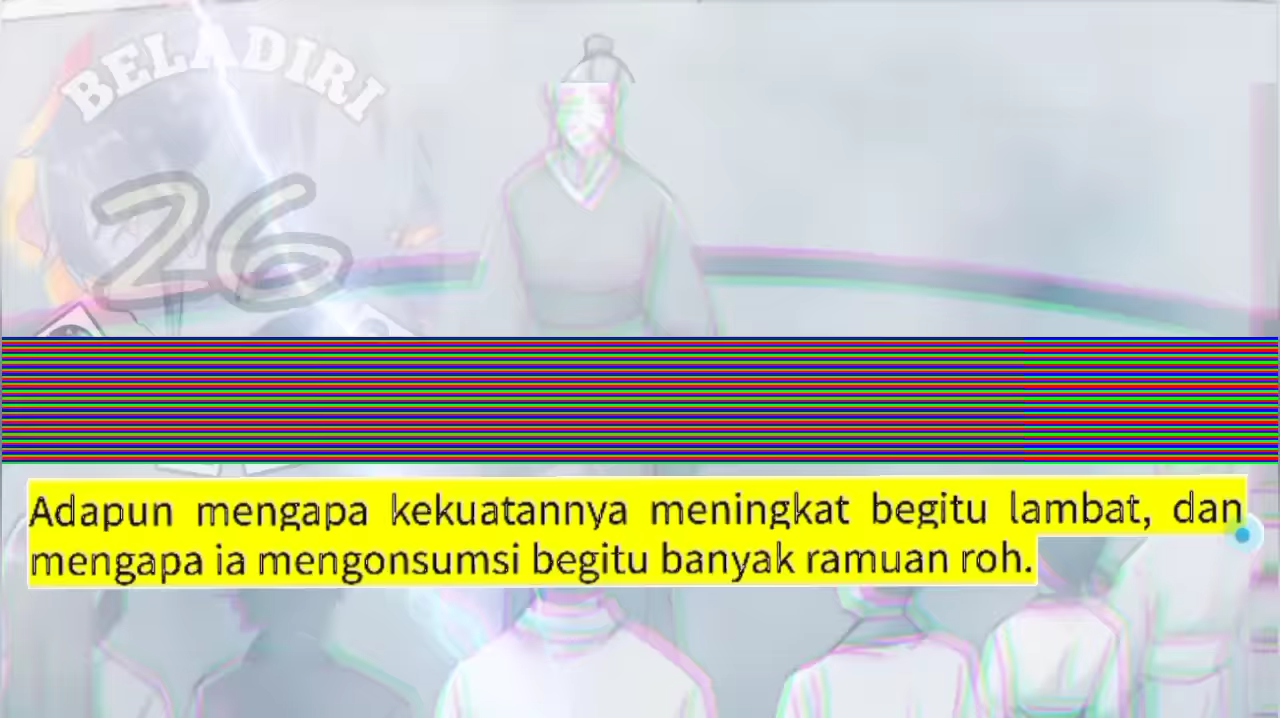 BELADIRI
26
Adapun mengapa kekuatannya meningkat begitu lambat, dan
mengapa ia mengonsumsi begitu banyak ramuan roh.